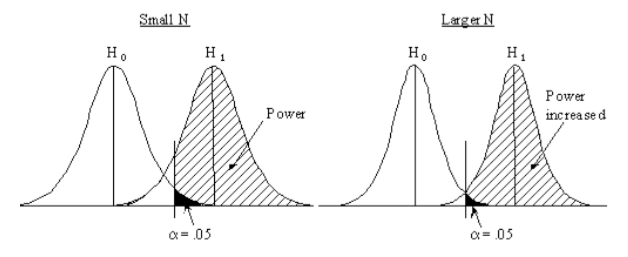 Small N
H₀
H₁
Power
α = .05
Larger N
H₀
H₁
Power
increased
α = .05